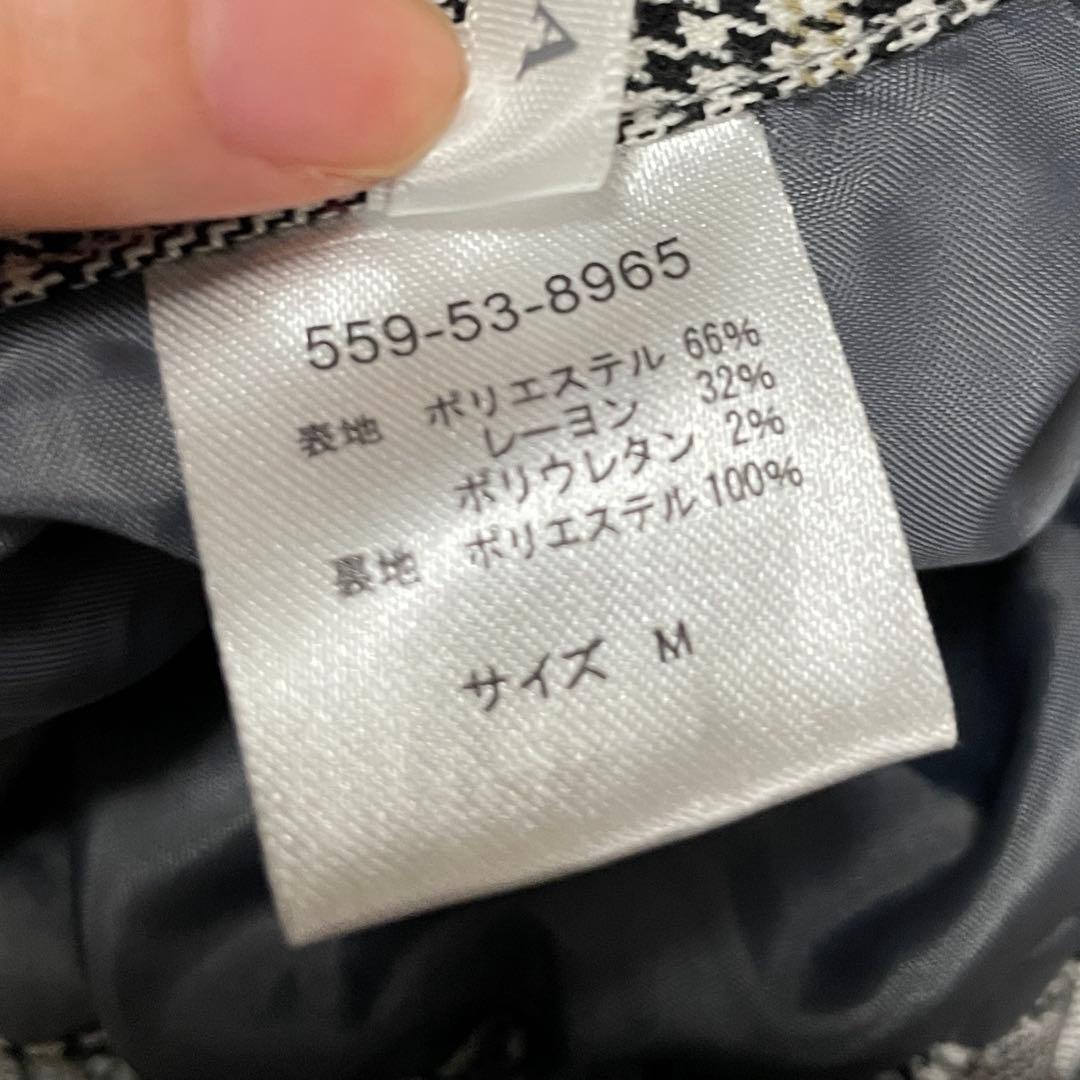 A
559-53-8965
表地 ポリエステル 66%
レーヨン 32%
ポリウレタン 2%
裏地 ポリエステル 100%
サイズ M